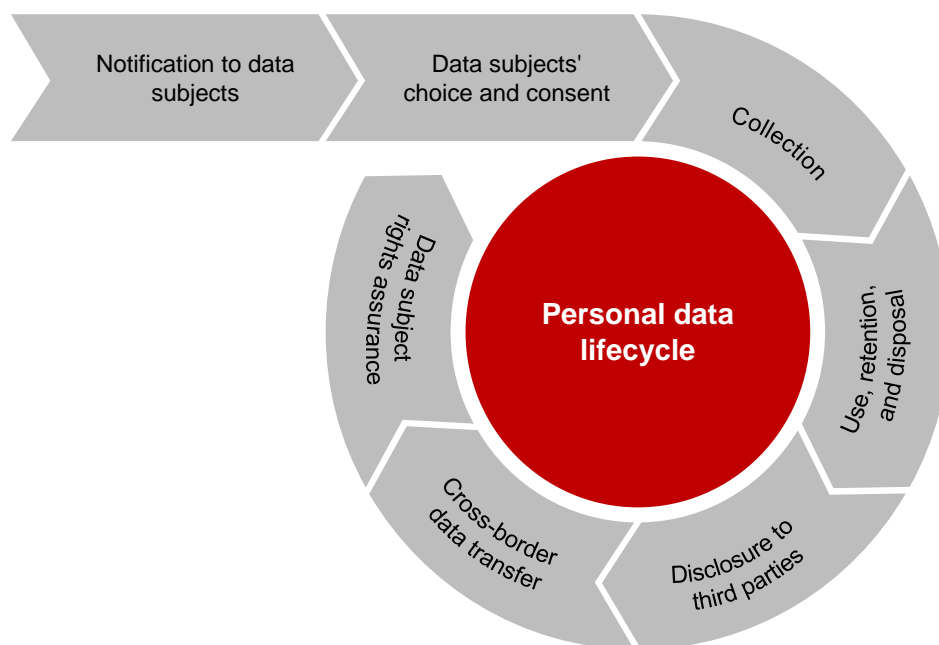 Notification to data
subjects
Data subjects'
choice and consent
Collection
Use, retention,
and disposal
Disclosure to
third parties
Cross-border
data transfer
Data subject
rights assurance
Personal data
lifecycle